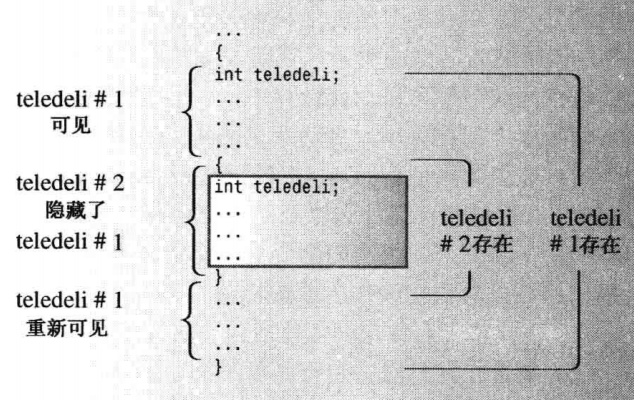 ...
{
int teledeli;
...
...
...
{
int teledeli;
...
...
...
}
...
...
...
}
teledeli # 1
可见
teledeli # 2
隐藏了
teledeli # 1
teledeli # 1
重新可见
teledeli
# 2存在
teledeli
# 1存在